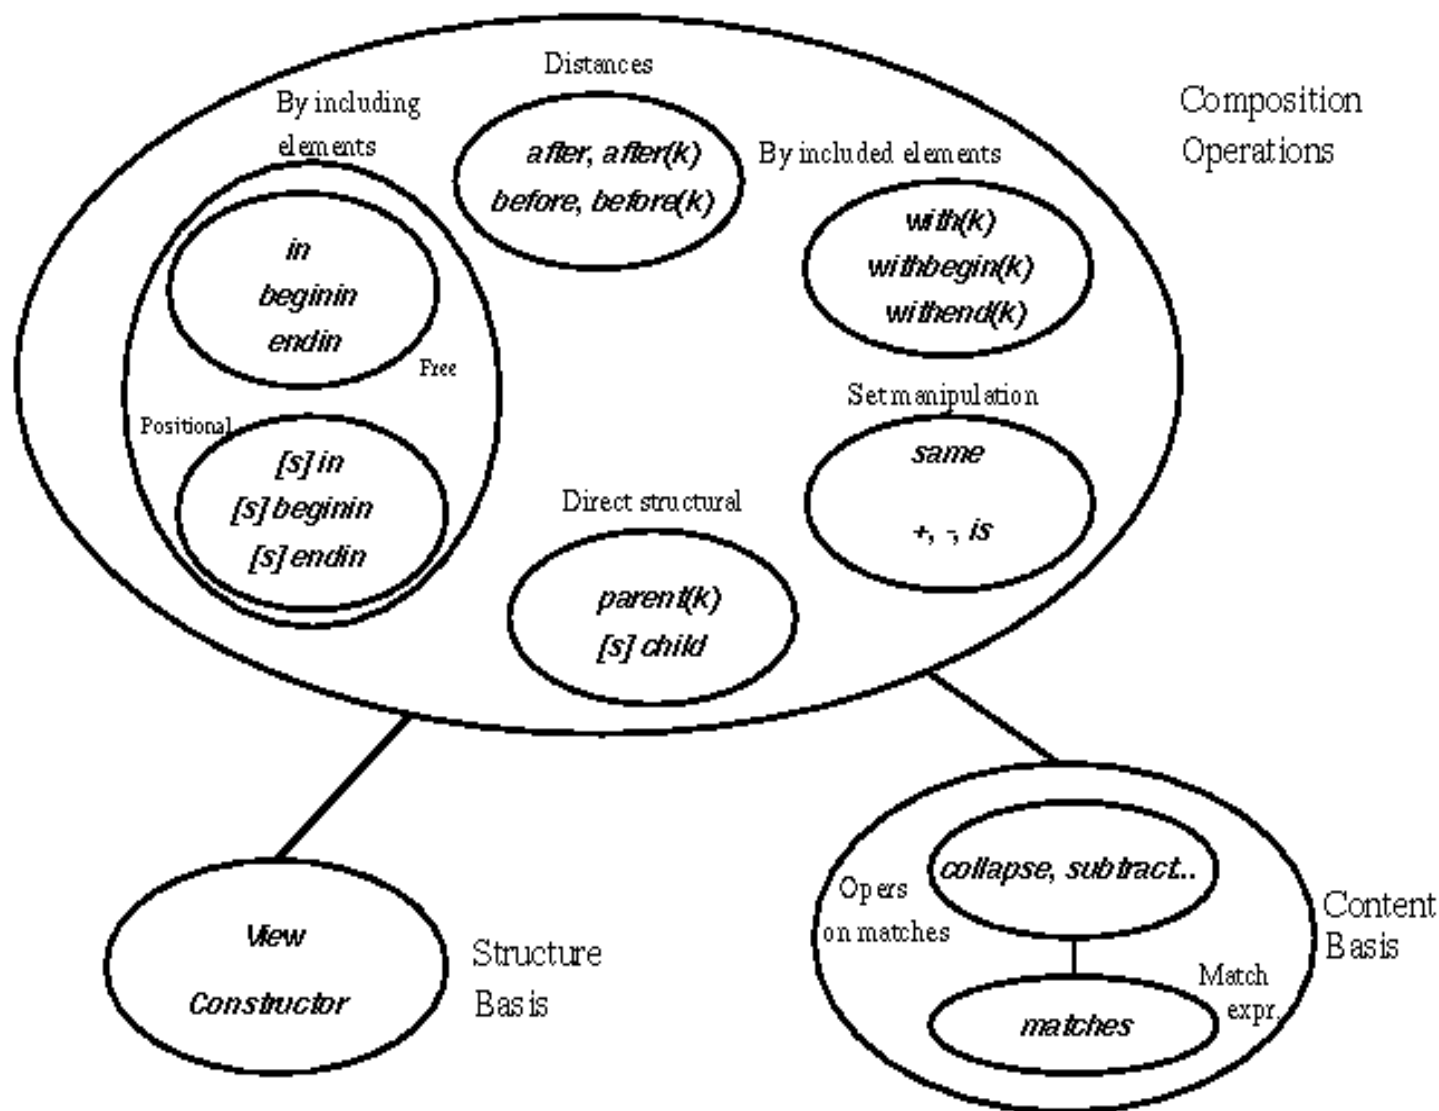 Distances
By including
elements
after, after(k)
before, before(k)
By included elements
Composition
Operations
in
beginin
endin
Free
with(k)
withbegin(k)
withend(k)
Positional
[s] in
[s] beginin
[s] endin
Set manipulation
same
+, -, is
Direct structural
parent(k)
[s] child
View
Constructor
Structure
Basis
collapse, subtract...
Opers
on matches
Content
Basis
Match
expr.
matches